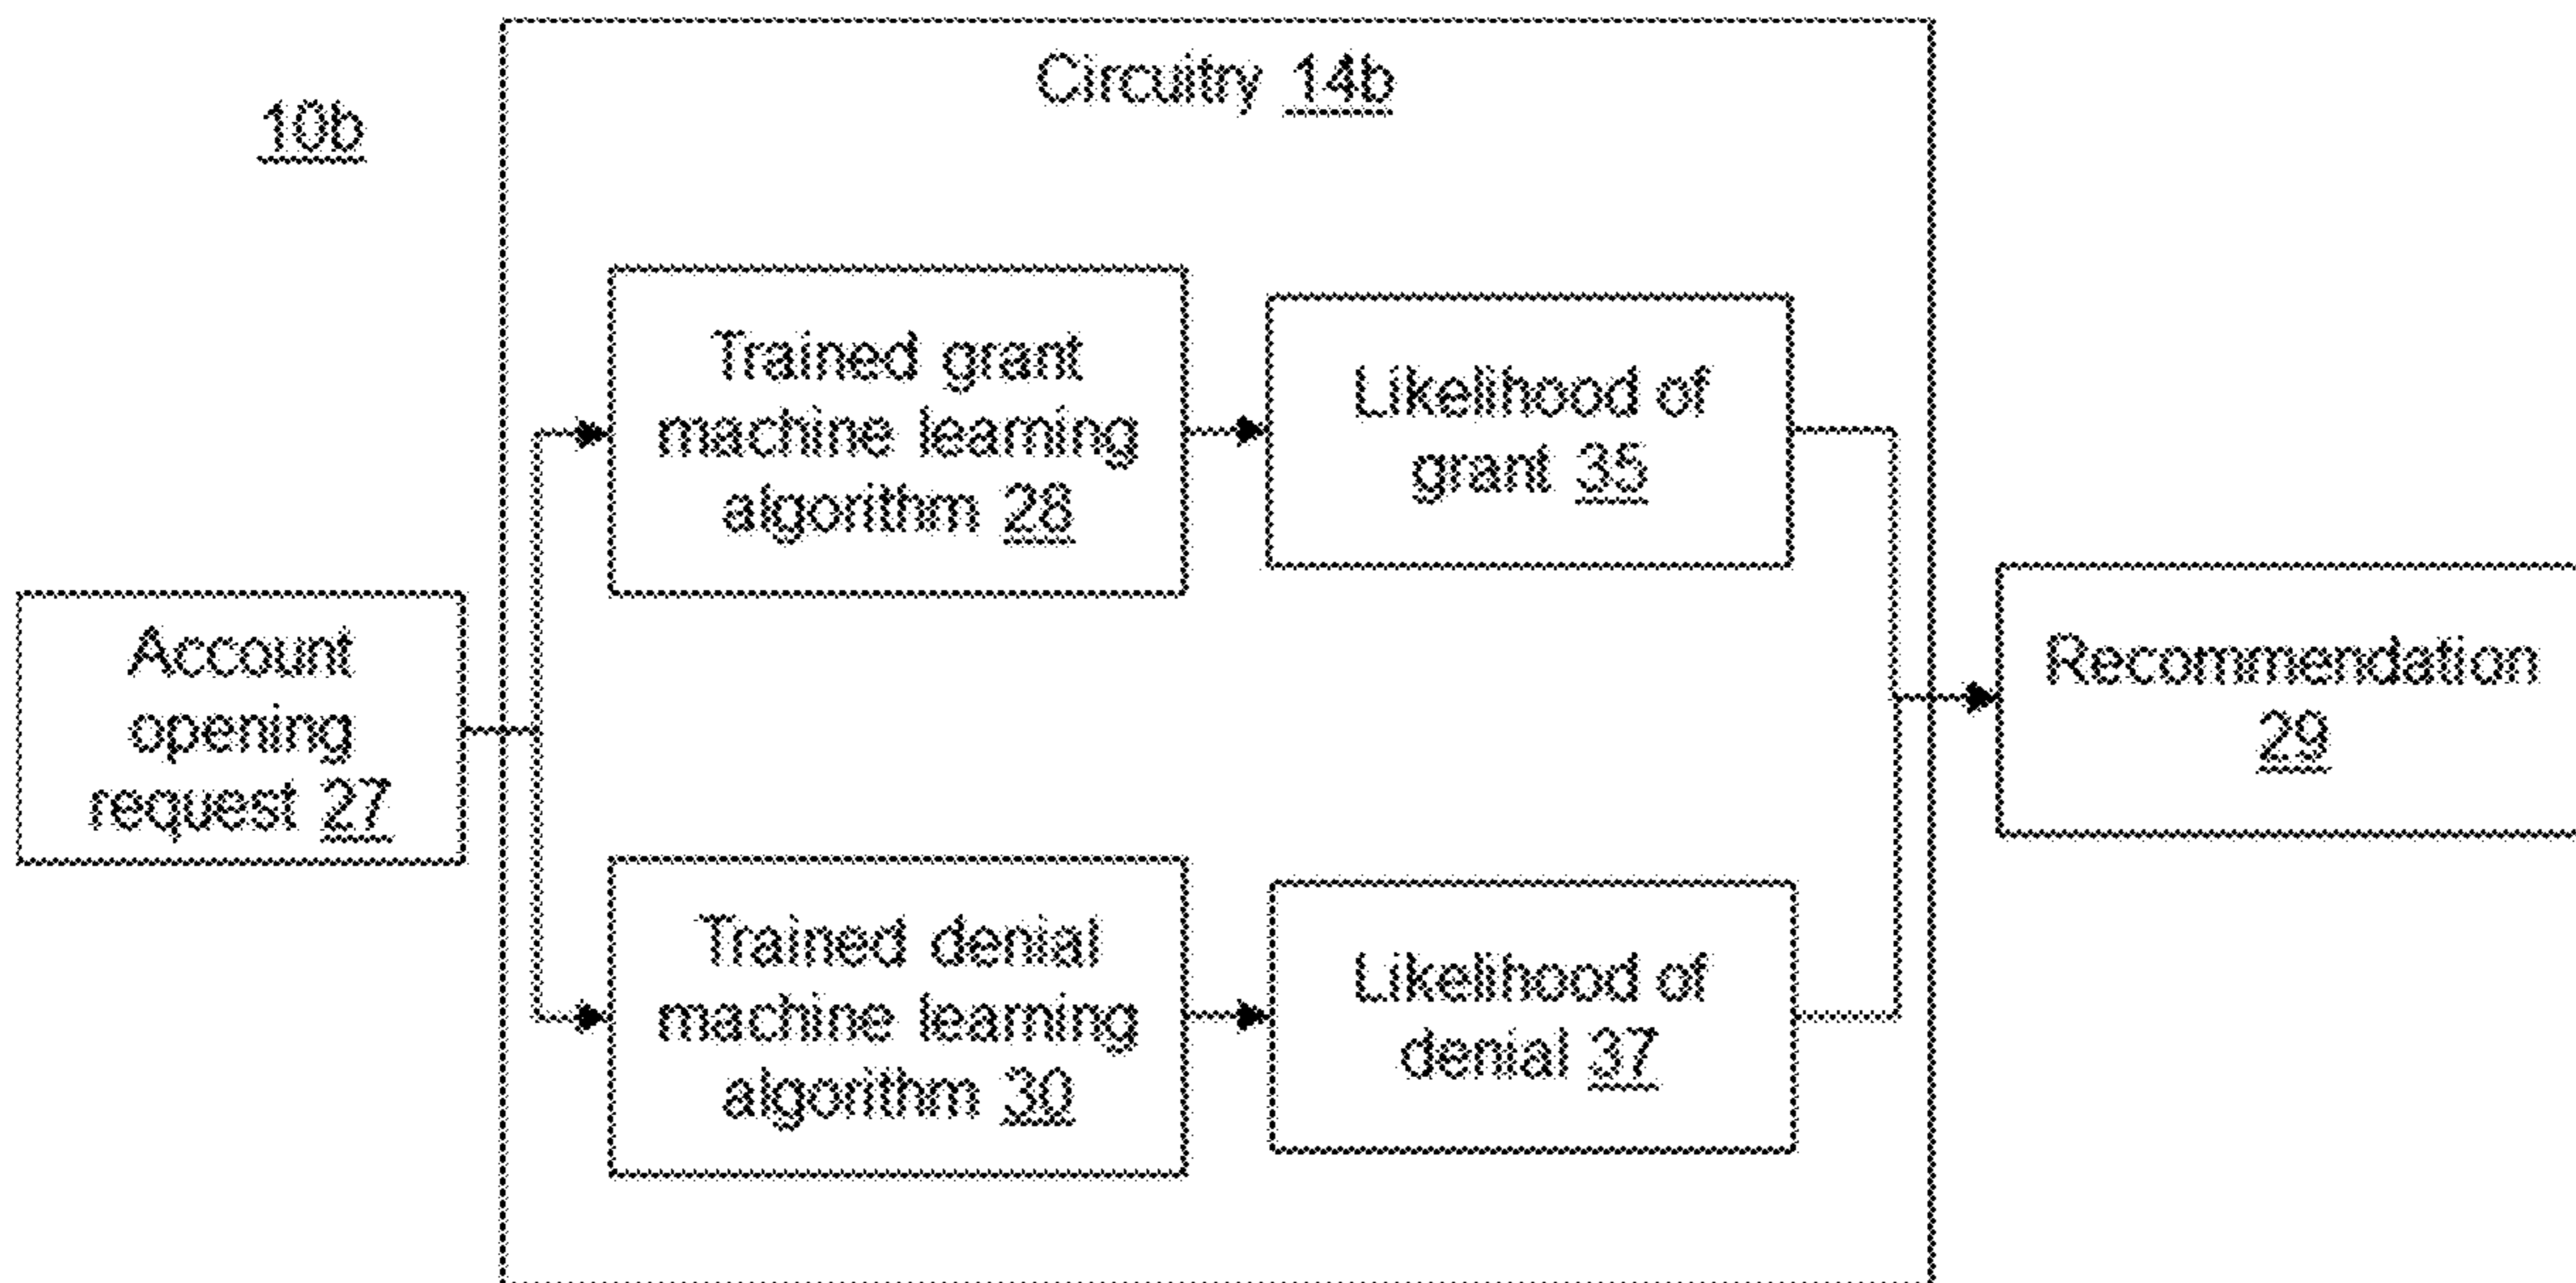 Circuitry 14b
10b
Trained grant
machine learning
algorithm 28
Likelihood of
grant 35
Account
opening
request 27
Recommendation
29
Trained denial
machine learning
algorithm 30
Likelihood of
denial 37